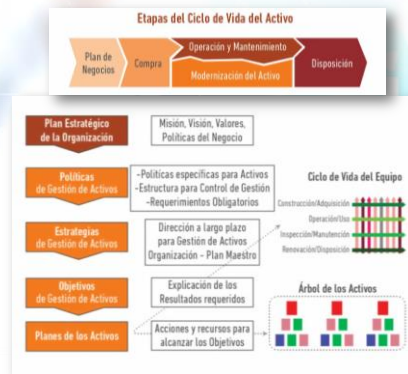 Etapas del Ciclo de Vida del Activo
Plan de
Negocios
Compra
Operación y Mantenimiento
Modernización del Activo
Disposición
Plan Estratégico
de la Organización
Misión, Visión, Valores,
Políticas del Negocio
Políticas
de Gestión de Activos
-Políticas específicas para Activos
-Estructura para Control de Gestión
-Requerimientos Obligatorios
Ciclo de Vida del Equipo
Construcción/Adquisición
Operación/Uso
Inspección/Manutención
Renovación/Disposición
Estrategias
de Gestión de Activos
Dirección a largo plazo
para Gestión de Activos
Organización - Plan Maestro
Objetivos
de Gestión de Activos
Explicación de los
Resultados requeridos
Árbol de los Activos
Planes de los Activos
Acciones y recursos para
alcanzar los Objetivos